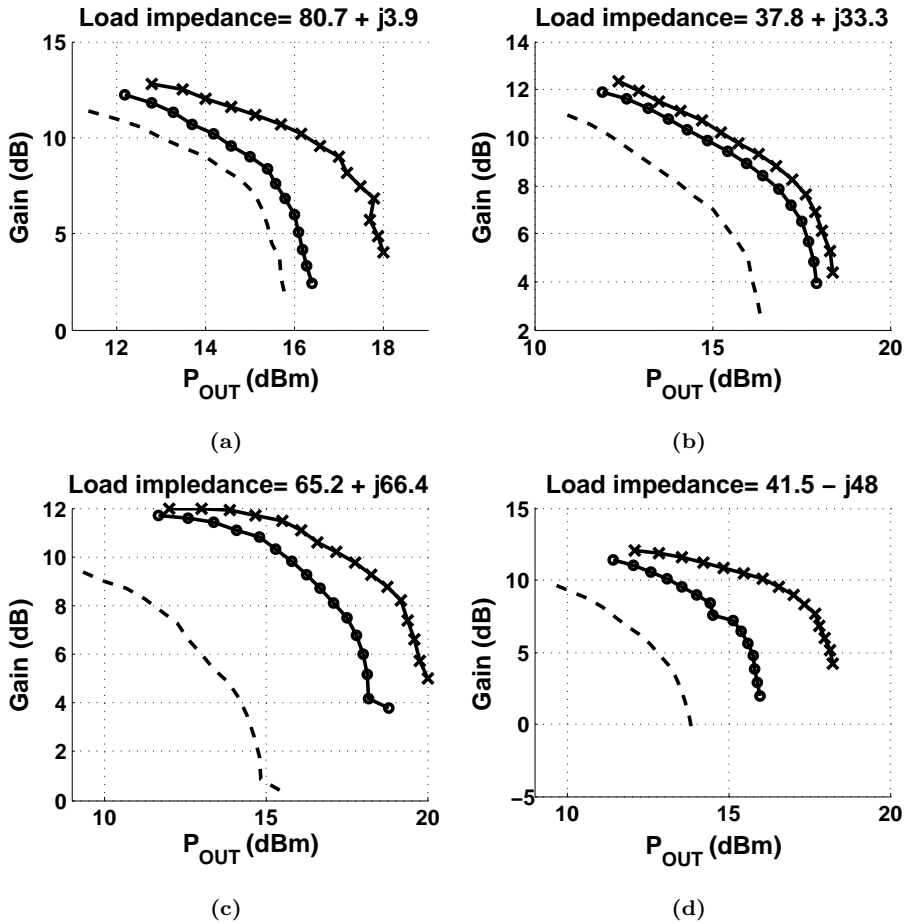 Load impedance= 80.7 + j3.9
15
10
5
0
12
14
16
18
Gain (dB)
P_OUT (dBm)
(a)
Load impedance= 37.8 + j33.3
14
12
10
8
6
4
2
10
15
20
Gain (dB)
P_OUT (dBm)
(b)
Load impledance= 65.2 + j66.4
12
10
8
6
4
2
0
10
15
20
Gain (dB)
P_OUT (dBm)
(c)
Load impedance= 41.5 − j48
15
10
5
0
−5
10
15
20
Gain (dB)
P_OUT (dBm)
(d)